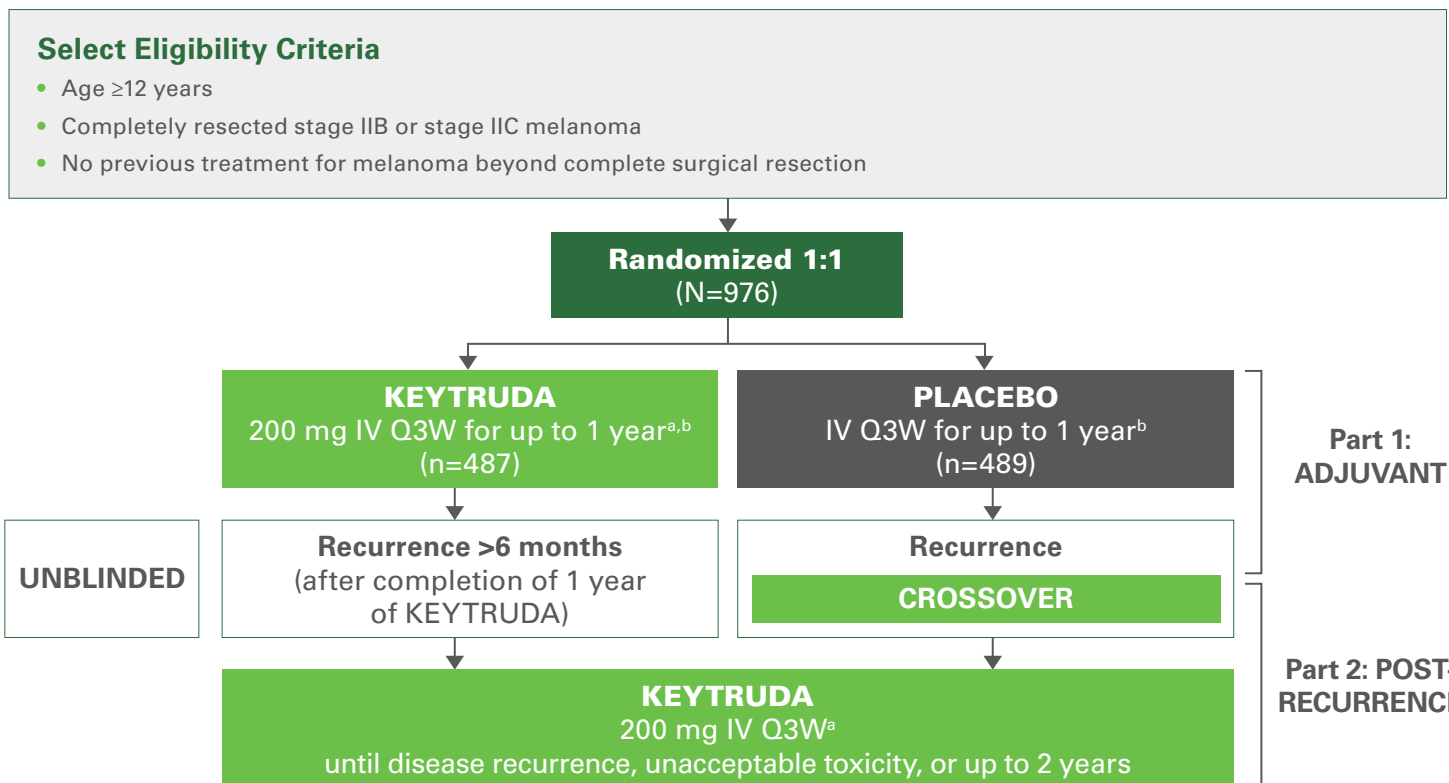 Select Eligibility Criteria
• Age ≥12 years
• Completely resected stage IIB or stage IIC melanoma
• No previous treatment for melanoma beyond complete surgical resection
Randomized 1:1
(N=976)
KEYTRUDA
200 mg IV Q3W for up to 1 yearᵃ,ᵇ
(n=487)
PLACEBO
IV Q3W for up to 1 yearᵇ
(n=489)
Part 1:
ADJUVANT
UNBLINDED
Recurrence >6 months
(after completion of 1 year
of KEYTRUDA)
Recurrence
CROSSOVER
KEYTRUDA
200 mg IV Q3Wᵃ
until disease recurrence, unacceptable toxicity, or up to 2 years
Part 2: POST-
RECURRENCE